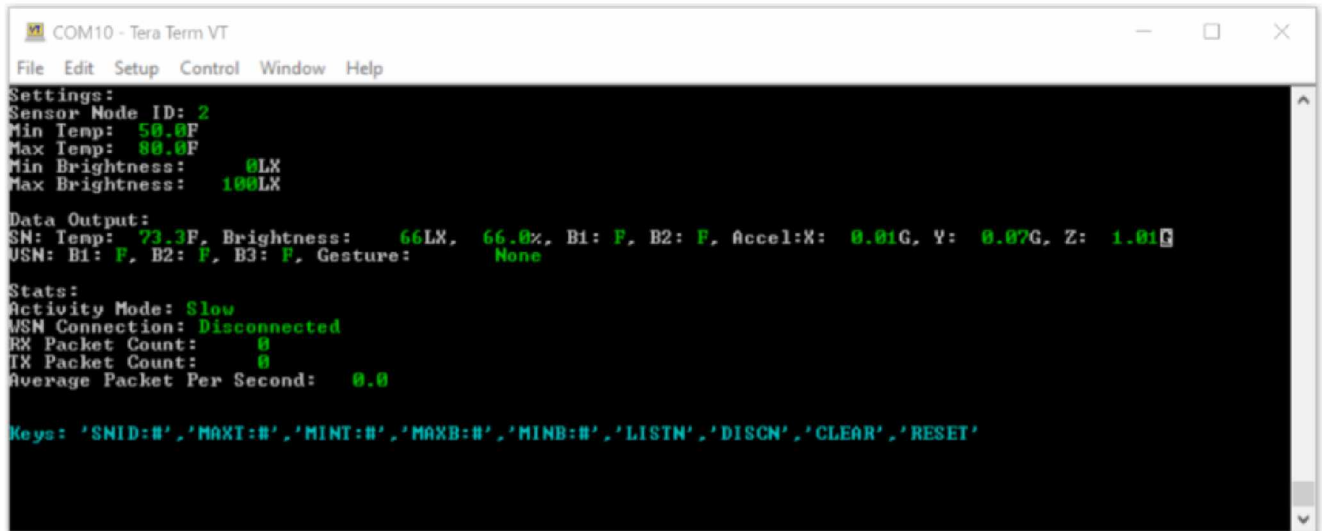 COM10 - Tera Term VT
File Edit Setup Control Window Help
Settings:
Sensor Node ID: 2
Min Temp: 50.0F
Max Temp: 80.0F
Min Brightness: 0LX
Max Brightness: 100LX
Data Output:
SN: Temp: 73.3F, Brightness: 66LX, 66.0%, B1: F, B2: F, Accel:X: 0.01G, Y: 0.07G, Z: 1.01G
WSN: B1: F, B2: F, B3: F, Gesture: None
Stats:
Activity Mode: Slow
WSN Connection: Disconnected
RX Packet Count: 0
TX Packet Count: 0
Average Packet Per Second: 0.0
Keys: 'SNID:#','MAXT:#','MINT:#','MAXB:#','MINB:#','LISTN','DISCN','CLEAR','RESET'